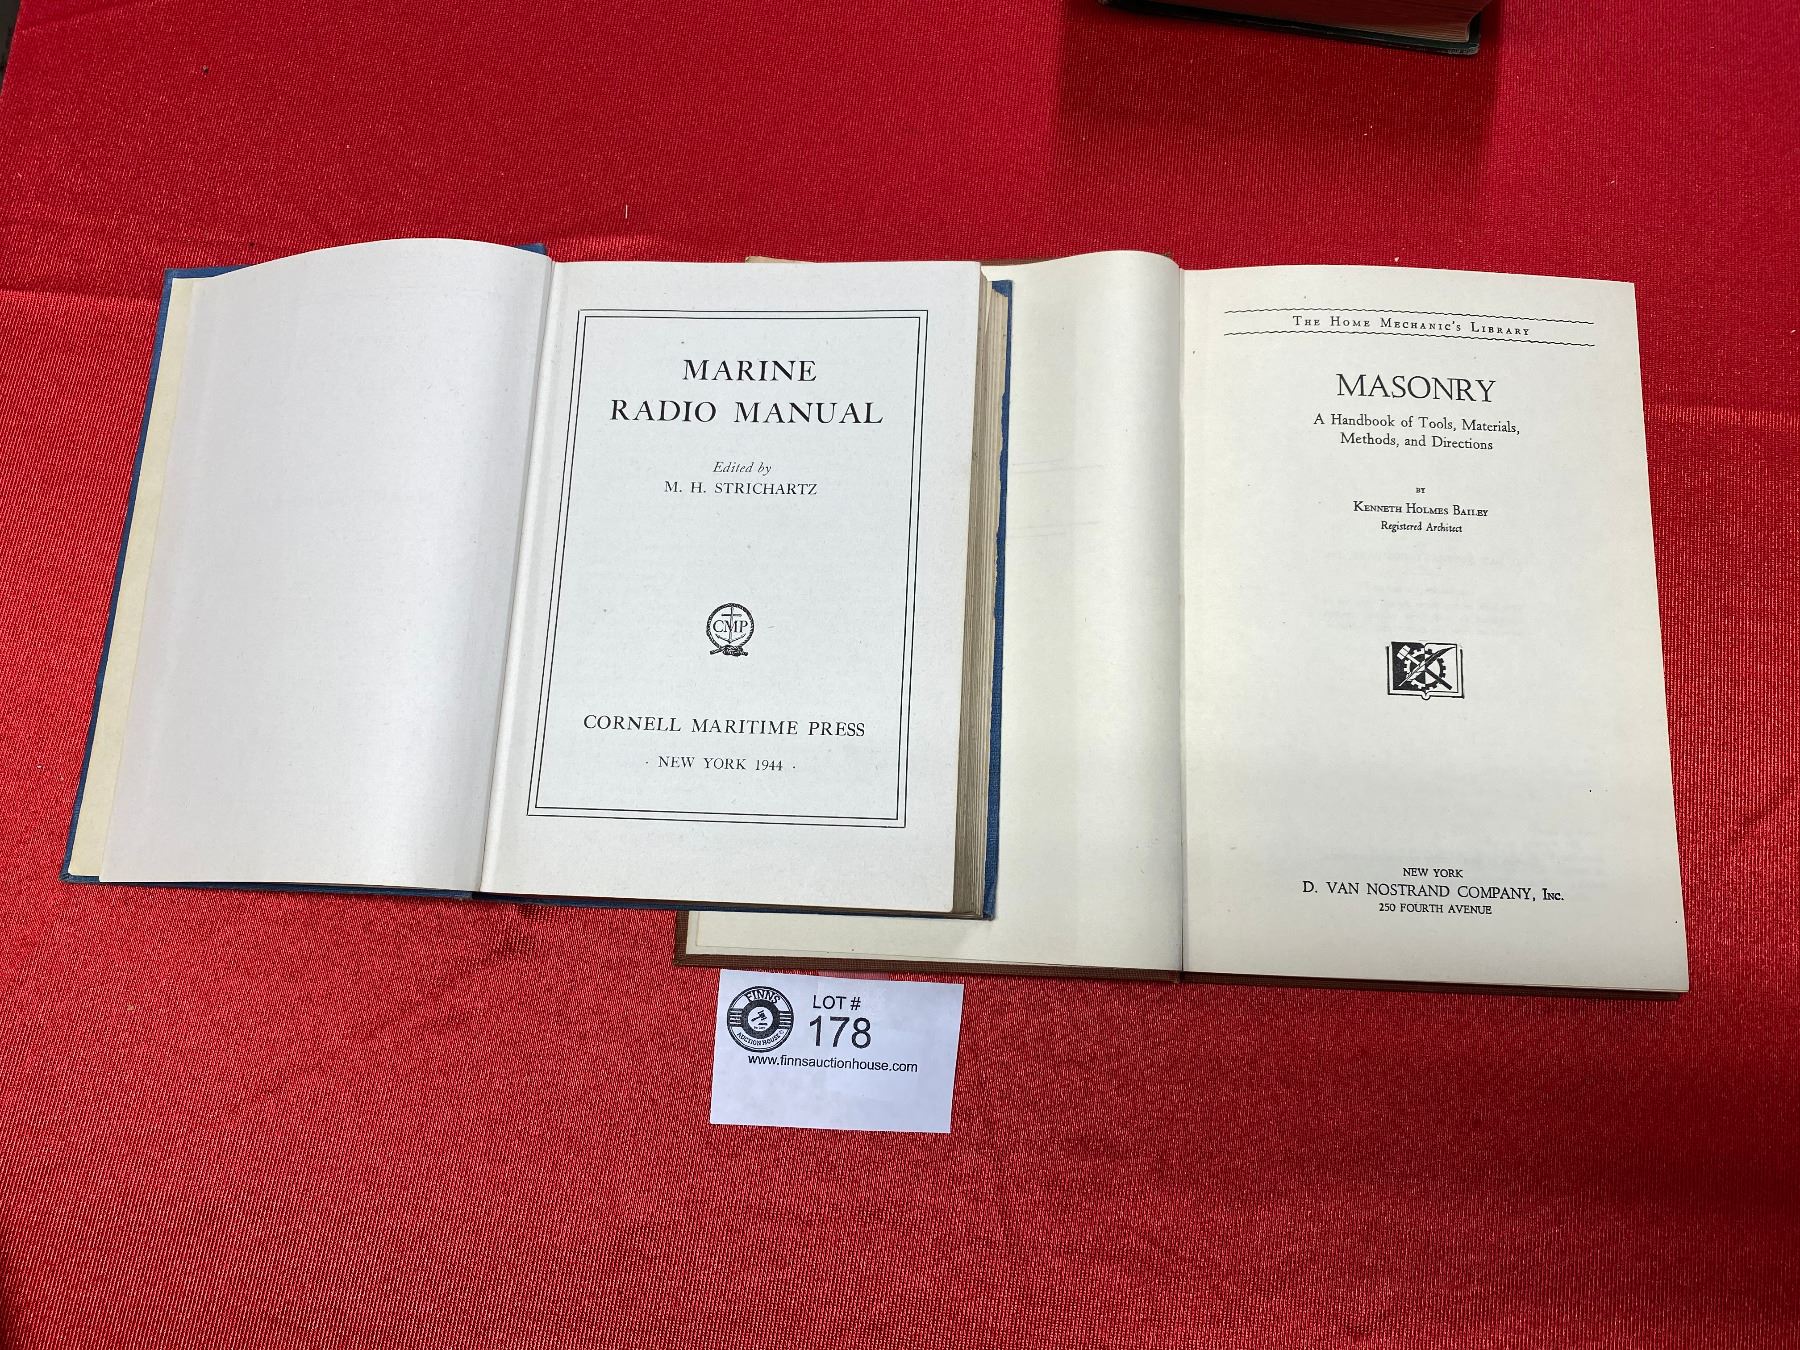 MARINE
RADIO MANUAL
Edited by
M. H. STRICHARTZ
CMP
CORNELL MARITIME PRESS
· NEW YORK 1944 ·
THE HOME MECHANIC'S LIBRARY
MASONRY
A Handbook of Tools, Materials,
Methods, and Directions
BY
KENNETH HOLMES BAILEY
Registered Architect
NEW YORK
D. VAN NOSTRAND COMPANY, INC.
250 FOURTH AVENUE
FINNS
AUCTION HOUSE
LOT #
178
www.finnsauctionhouse.com